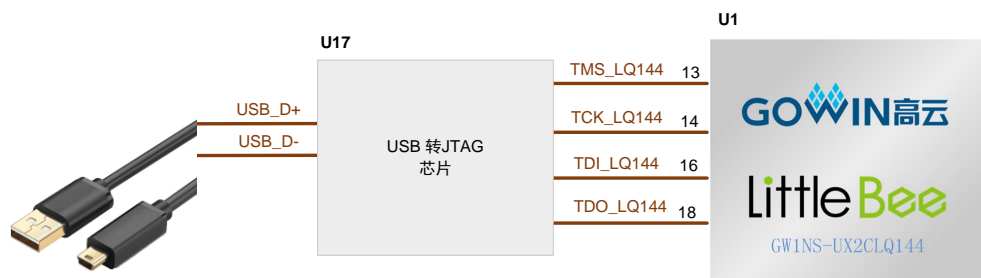 U1
U17
TMS_LQ144 13
USB_D+
TCK_LQ144 14
GOWIN高云
USB_D-
USB 转JTAG
芯片
TDI_LQ144 16
LittleBee
TDO_LQ144 18
GW1NS-UX2CLQ144